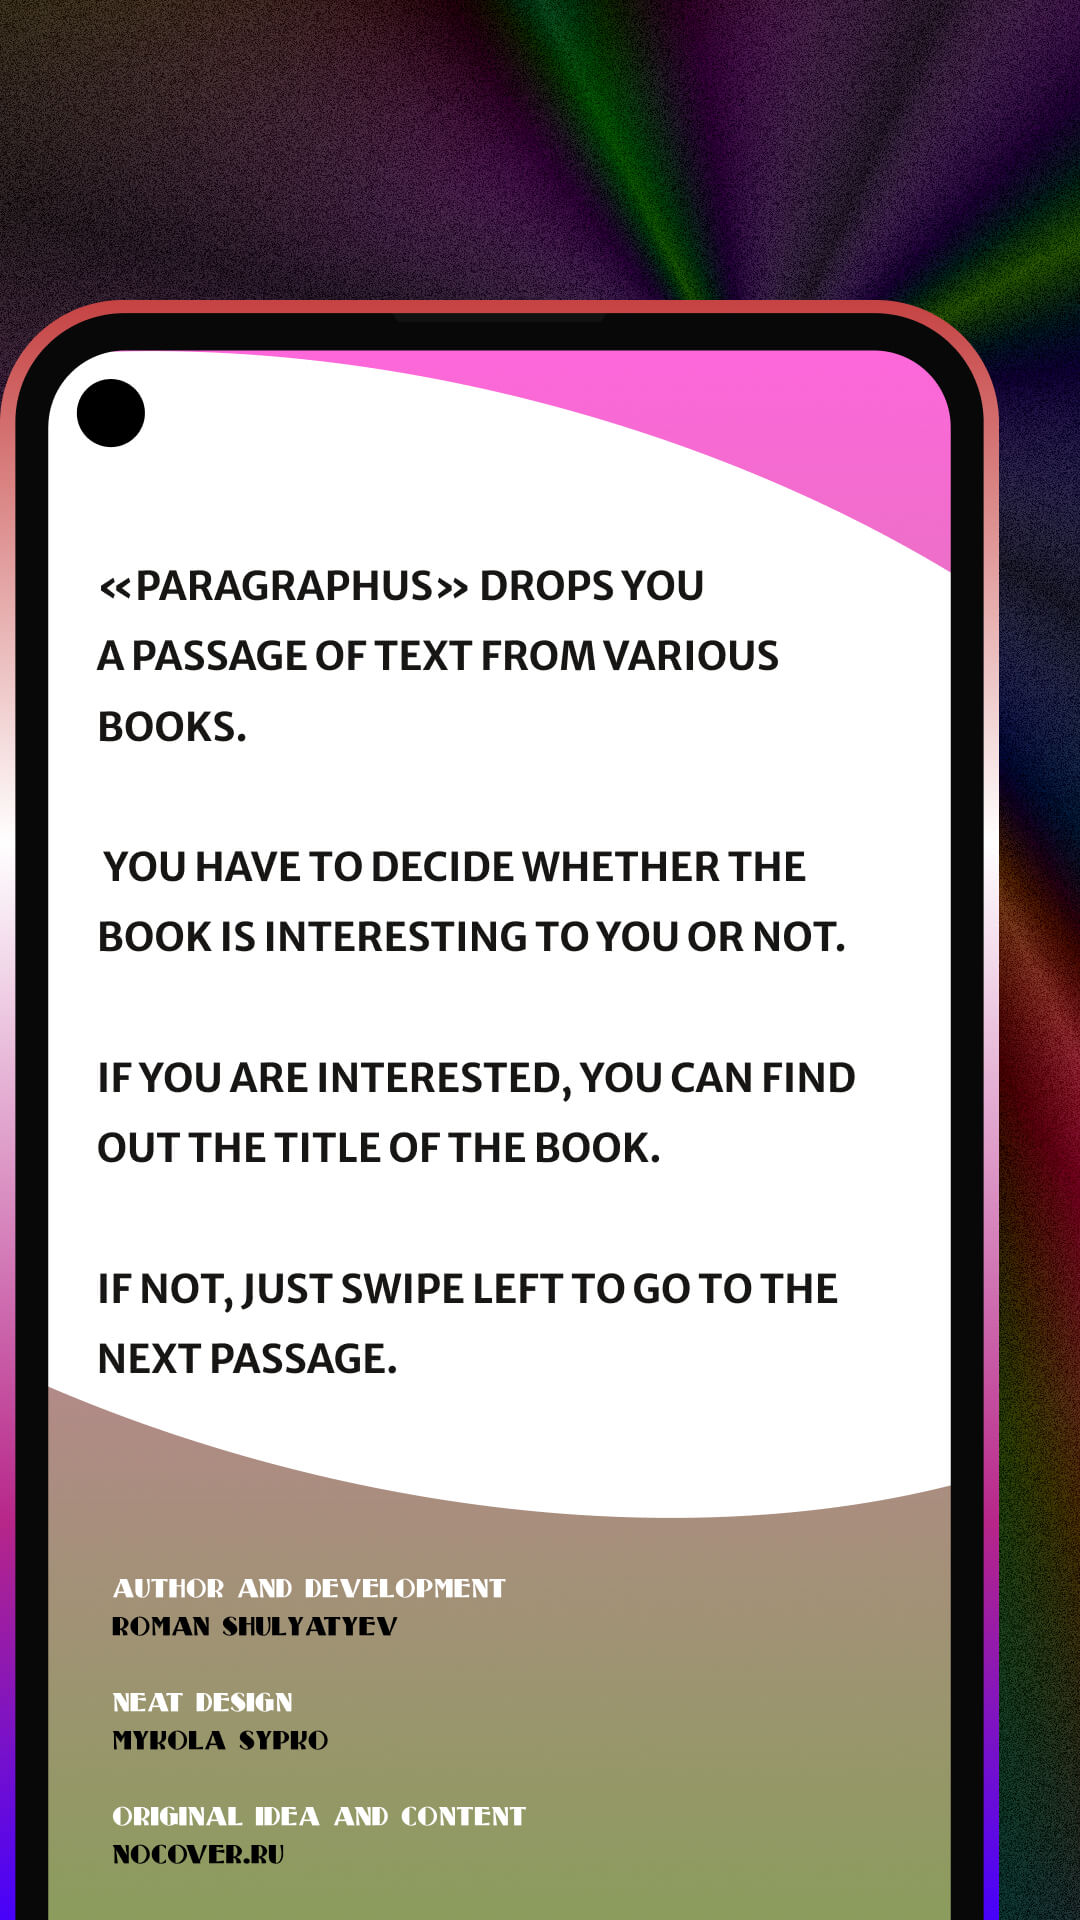 «PARAGRAPHUS» DROPS YOU
A PASSAGE OF TEXT FROM VARIOUS
BOOKS.
YOU HAVE TO DECIDE WHETHER THE
BOOK IS INTERESTING TO YOU OR NOT.
IF YOU ARE INTERESTED, YOU CAN FIND
OUT THE TITLE OF THE BOOK.
IF NOT, JUST SWIPE LEFT TO GO TO THE
NEXT PASSAGE.
AUTHOR AND DEVELOPMENT
ROMAN SHULYATYEV
NEAT DESIGN
MYKOLA SYPKO
ORIGINAL IDEA AND CONTENT
NOCOVER.RU